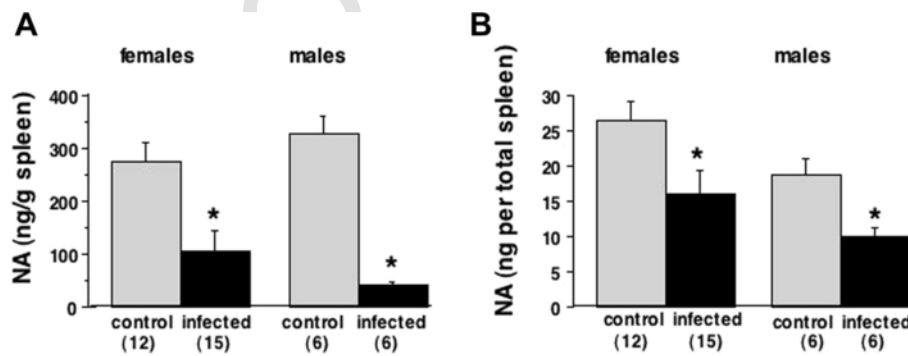 A
females males
NA (ng/g spleen)
400
300
200
100
0
*
*
control infected control infected
(12) (15) (6) (6)
B
females males
NA (ng per total spleen)
30
25
20
15
10
5
0
*
*
control infected control infected
(12) (15) (6) (6)